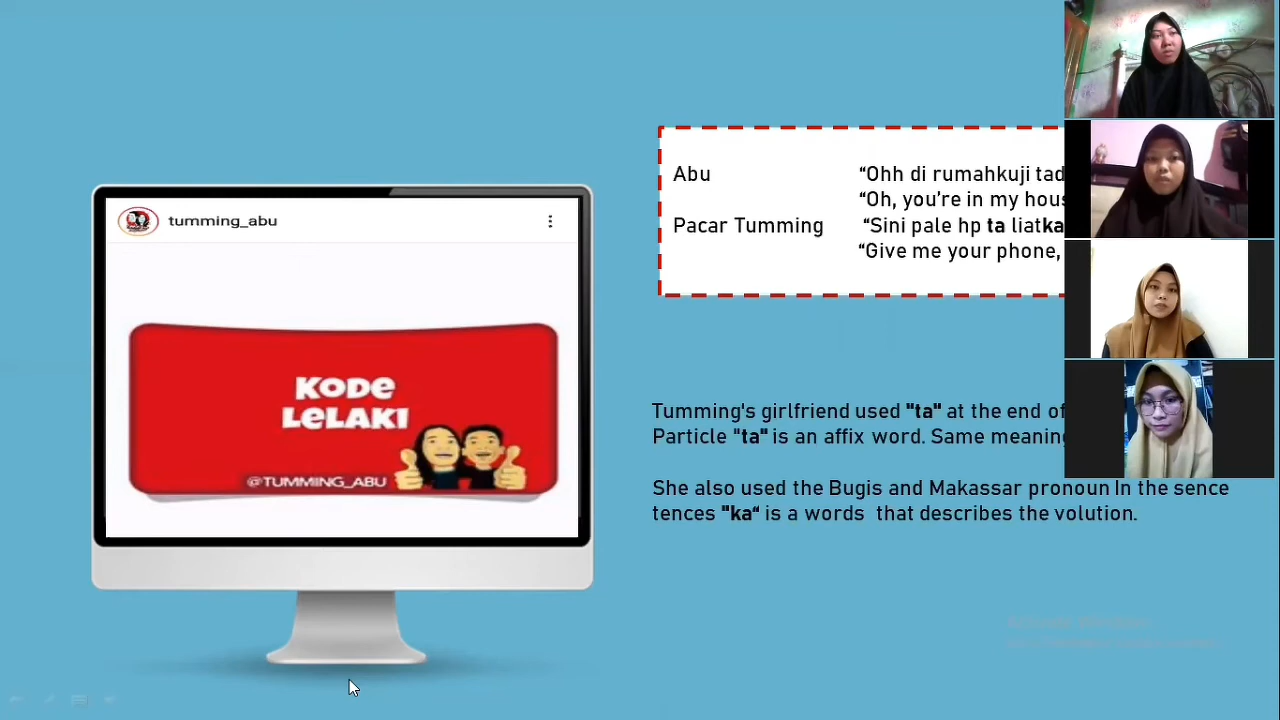 tumming_abu
KODE
LELAKI
@TUMMING_ABU
Abu "Ohh di rumahkuji
"Oh, you're in my
Pacar Tumming "Sini pale hp ta liatka
"Give me your phone,
Tumming's girlfriend used "ta" at the end of
Particle "ta" is an affix word. Same
She also used the Bugis and Makassar pronoun In the sence
tences "ka“ is a words that describes the volution.